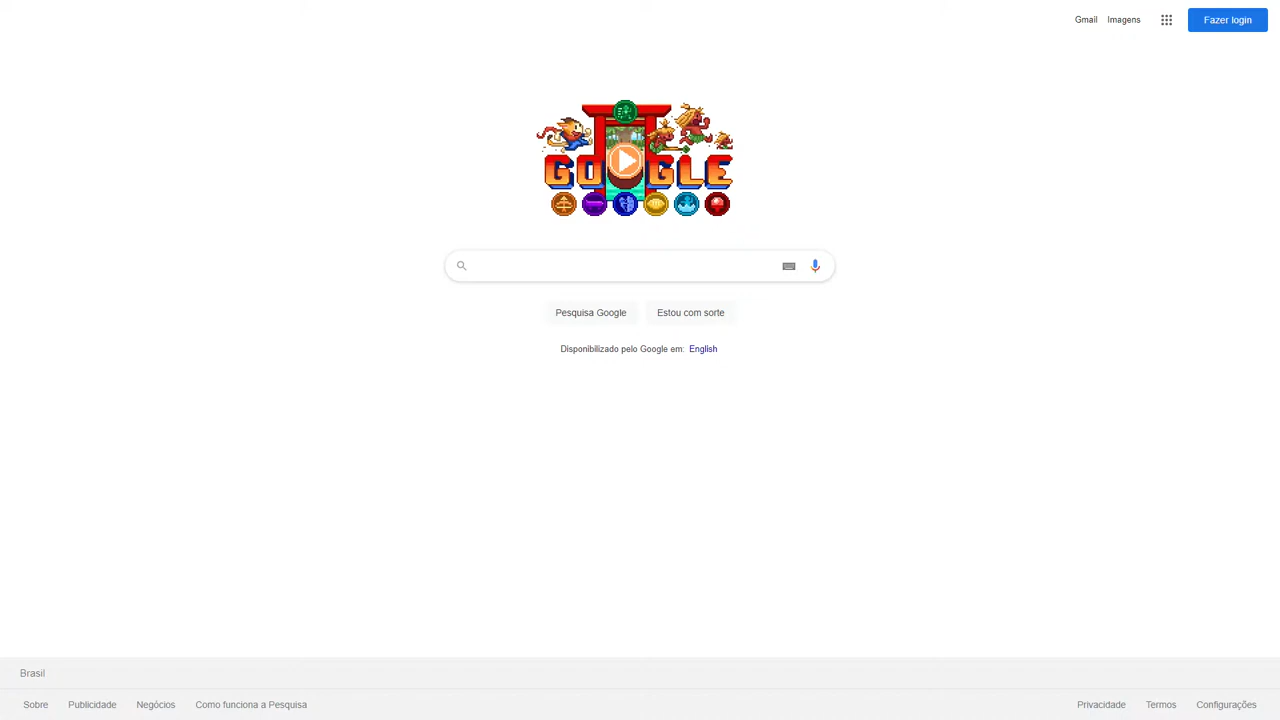 Gmail Imagens Fazer login
GOOGLE
Pesquisa Google Estou com sorte
Disponibilizado pelo Google em: English
Brasil
Sobre Publicidade Negócios Como funciona a Pesquisa Privacidade Termos Configurações